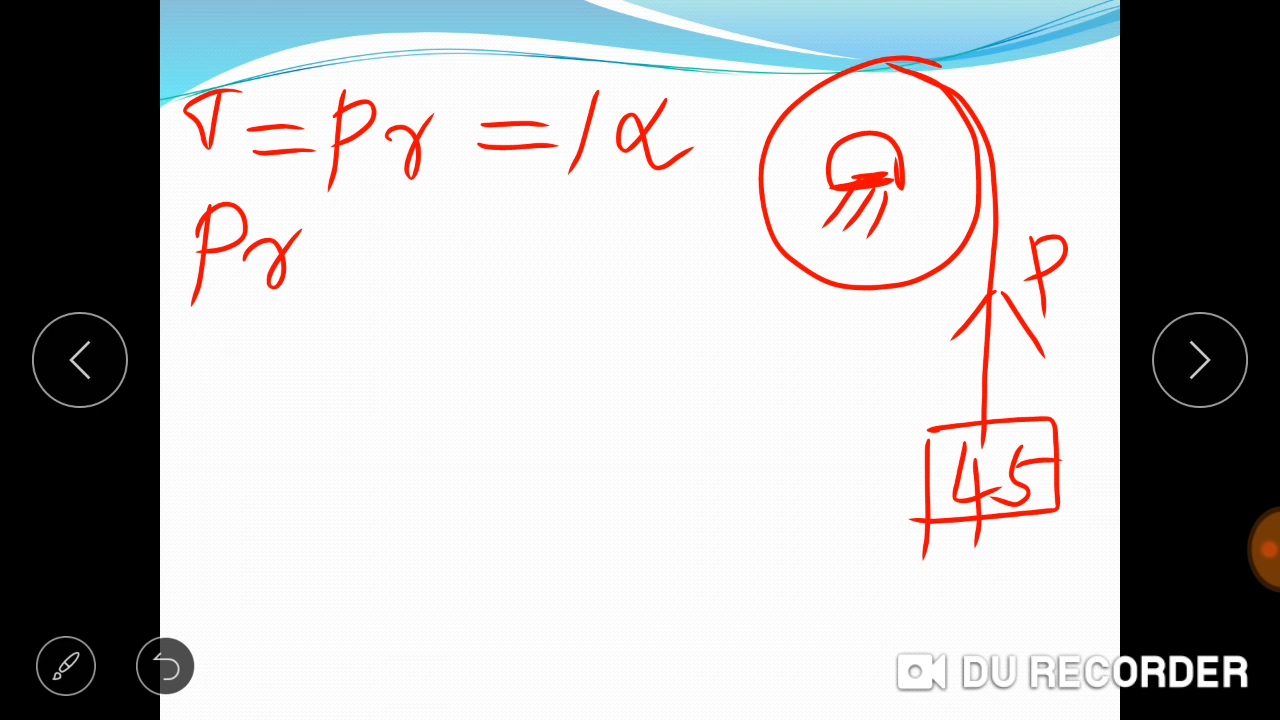 τ = Pr = Iα
Pr
P
45
DU RECORDER